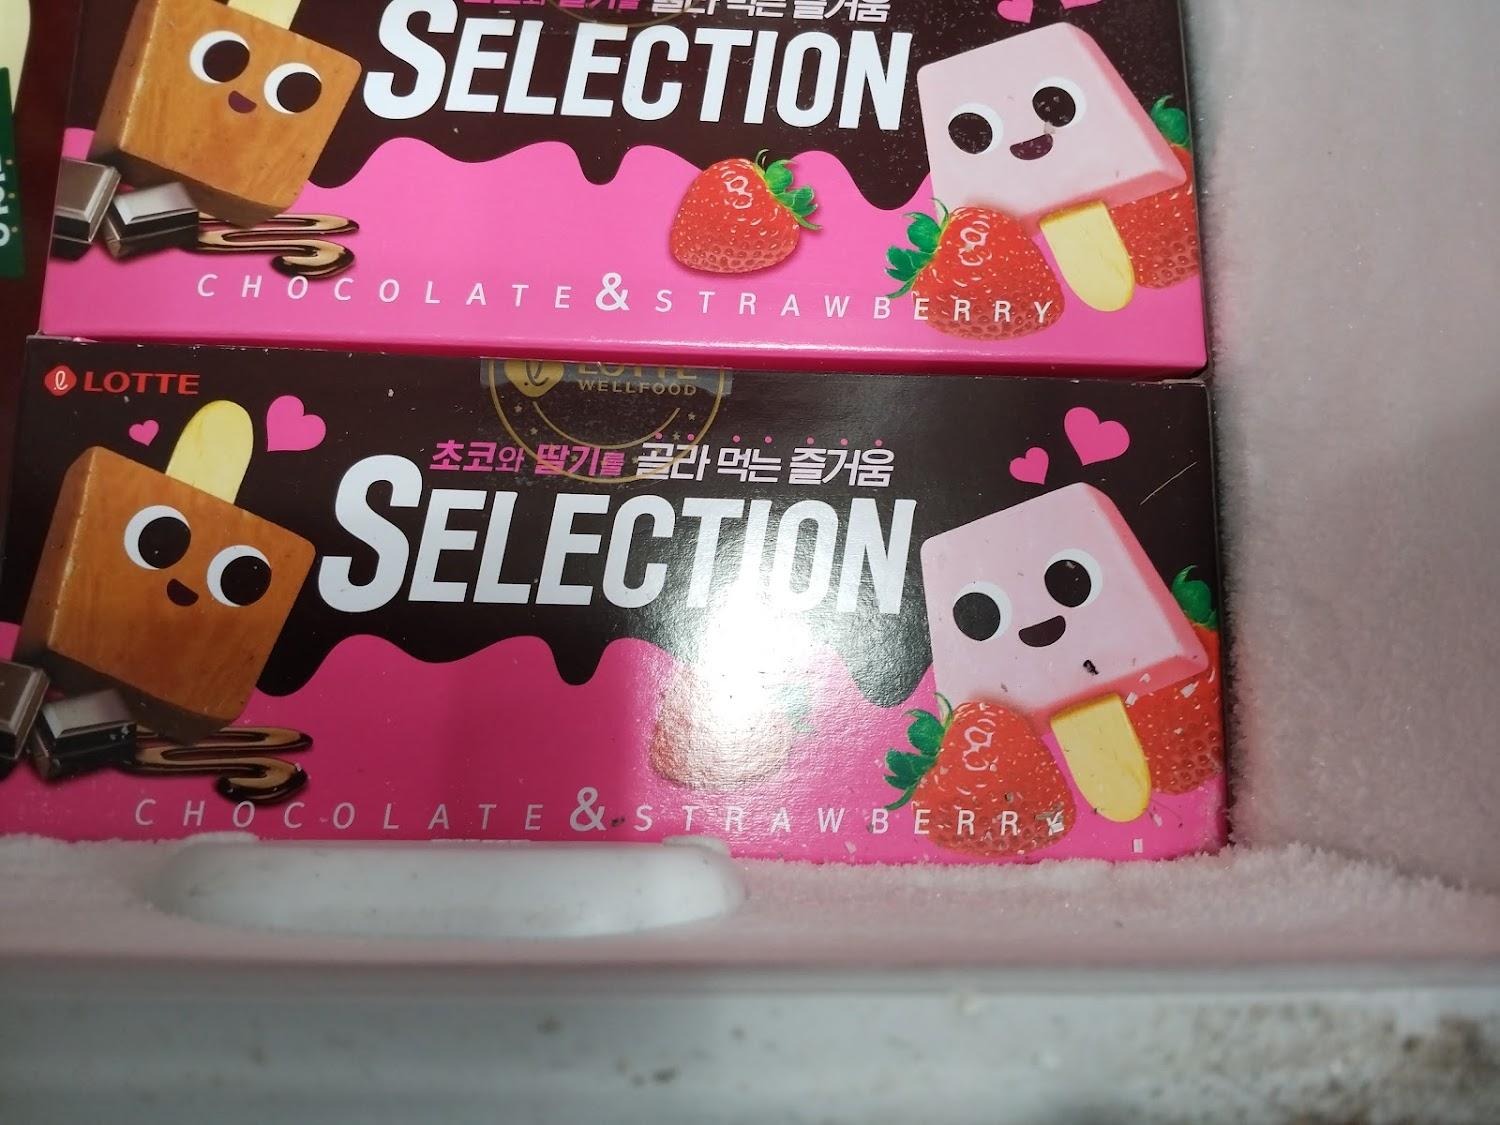 SELECTION
CHOCOLATE & STRAWBERRY
LOTTE
LOTTE
WELLFOOD
초코와 딸기를 골라 먹는 즐거움
SELECTION
CHOCOLATE & STRAWBERRY